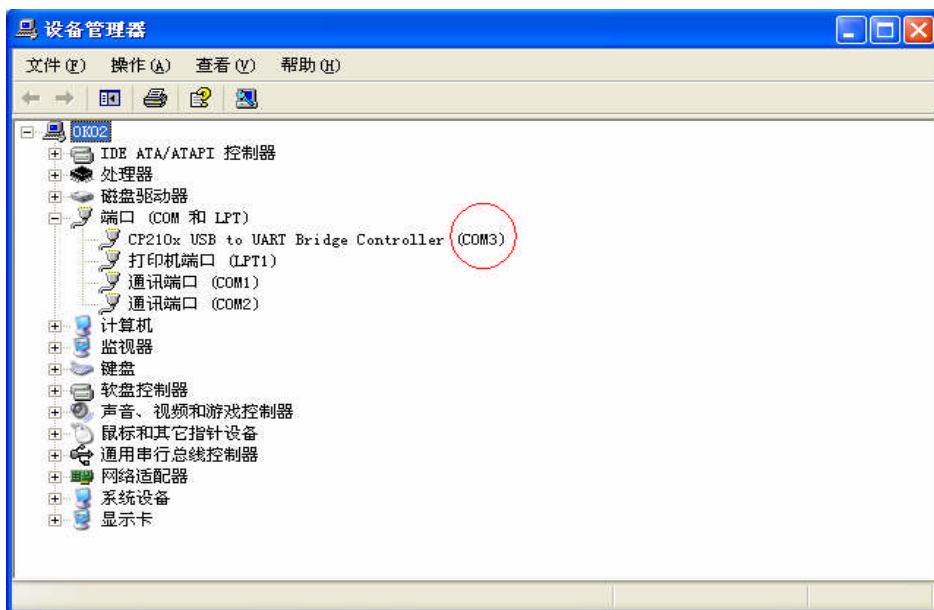 设备管理器
文件(F) 操作(A) 查看(V) 帮助(H)
OK02
IDE ATA/ATAPI 控制器
处理器
磁盘驱动器
端口 (COM 和 LPT)
CP210x USB to UART Bridge Controller (COM3)
打印机端口 (LPT1)
通讯端口 (COM1)
通讯端口 (COM2)
计算机
监视器
键盘
软盘控制器
声音、视频和游戏控制器
鼠标和其它指针设备
通用串行总线控制器
网络适配器
系统设备
显示卡